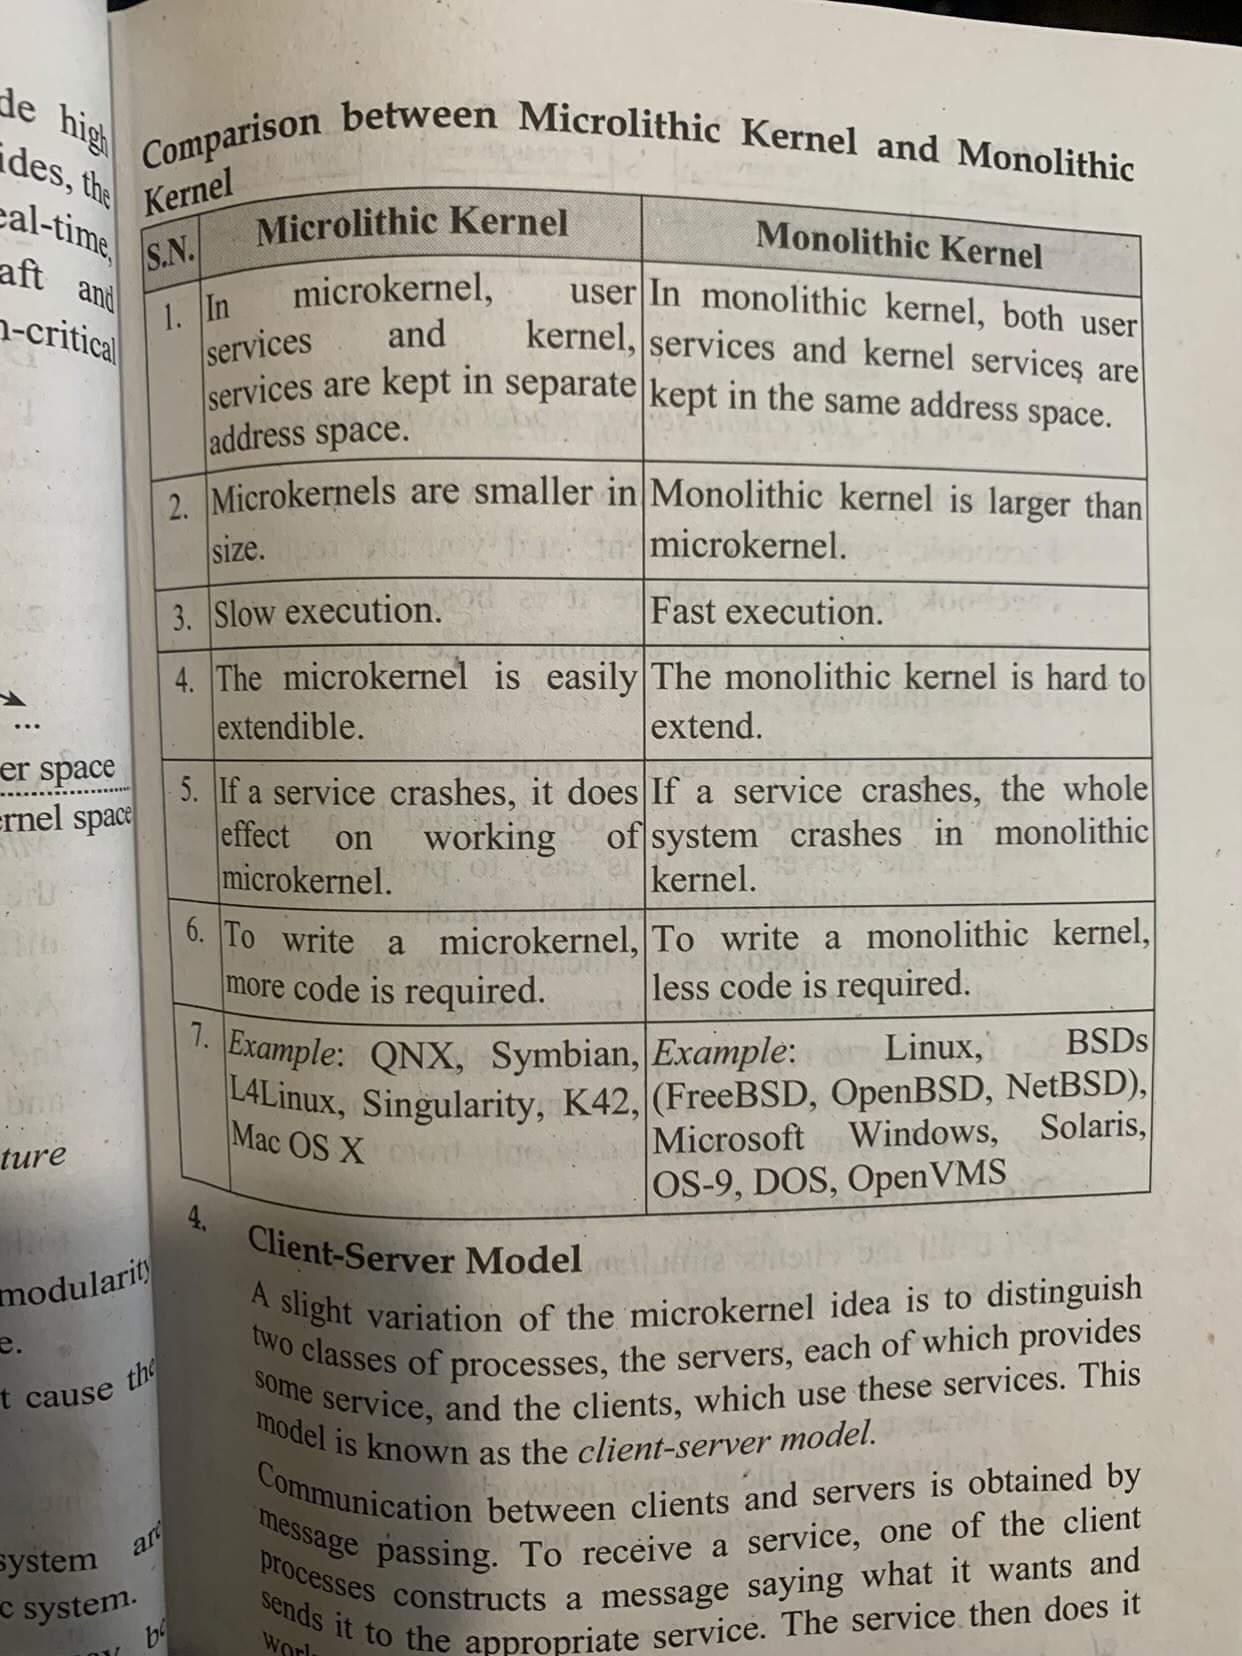 de high
ides, the
eal-time,
aft and
n-critical
...
er space
ernel space
ture
modularity
e.
t cause the
system are
c system.
be
Comparison between Microlithic Kernel and Monolithic
Kernel
S.N. Microlithic Kernel Monolithic Kernel
1. In microkernel, user
services and kernel,
services are kept in separate
address space.
In monolithic kernel, both user
services and kernel services are
kept in the same address space.
2. Microkernels are smaller in
size.
Monolithic kernel is larger than
microkernel.
3. Slow execution. Fast execution.
4. The microkernel is easily
extendible.
The monolithic kernel is hard to
extend.
5. If a service crashes, it does
effect on working of
microkernel.
If a service crashes, the whole
system crashes in monolithic
kernel.
6. To write a microkernel,
more code is required.
To write a monolithic kernel,
less code is required.
7. Example: QNX, Symbian,
L4Linux, Singularity, K42,
Mac OS X
Example: Linux, BSDs
(FreeBSD, OpenBSD, NetBSD),
Microsoft Windows, Solaris,
OS-9, DOS, OpenVMS
4. Client-Server Model
A slight variation of the microkernel idea is to distinguish
two classes of processes, the servers, each of which provides
some service, and the clients, which use these services. This
model is known as the client-server model.
Communication between clients and servers is obtained by
message passing. To receive a service, one of the client
processes constructs a message saying what it wants and
sends it to the appropriate service. The service then does it